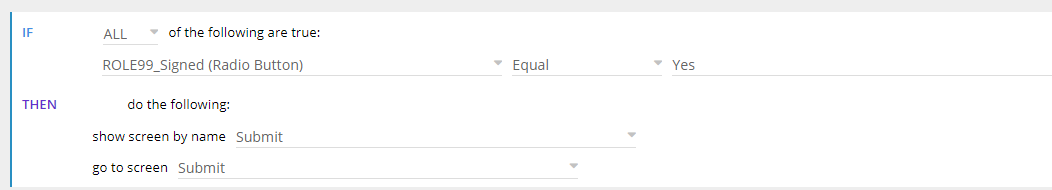 IF ALL of the following are true:
ROLE99_Signed (Radio Button) Equal Yes
THEN do the following:
show screen by name Submit
go to screen Submit